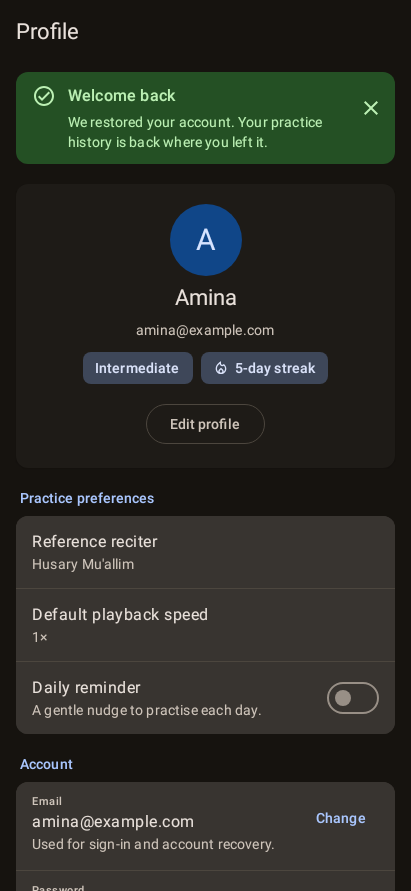 Profile
Welcome back
We restored your account. Your practice
history is back where you left it.
A
Amina
amina@example.com
Intermediate
5-day streak
Edit profile
Practice preferences
Reference reciter
Husary Mu'allim
Default playback speed
1×
Daily reminder
A gentle nudge to practise each day.
Account
Email
amina@example.com
Change
Used for sign-in and account recovery.
Password